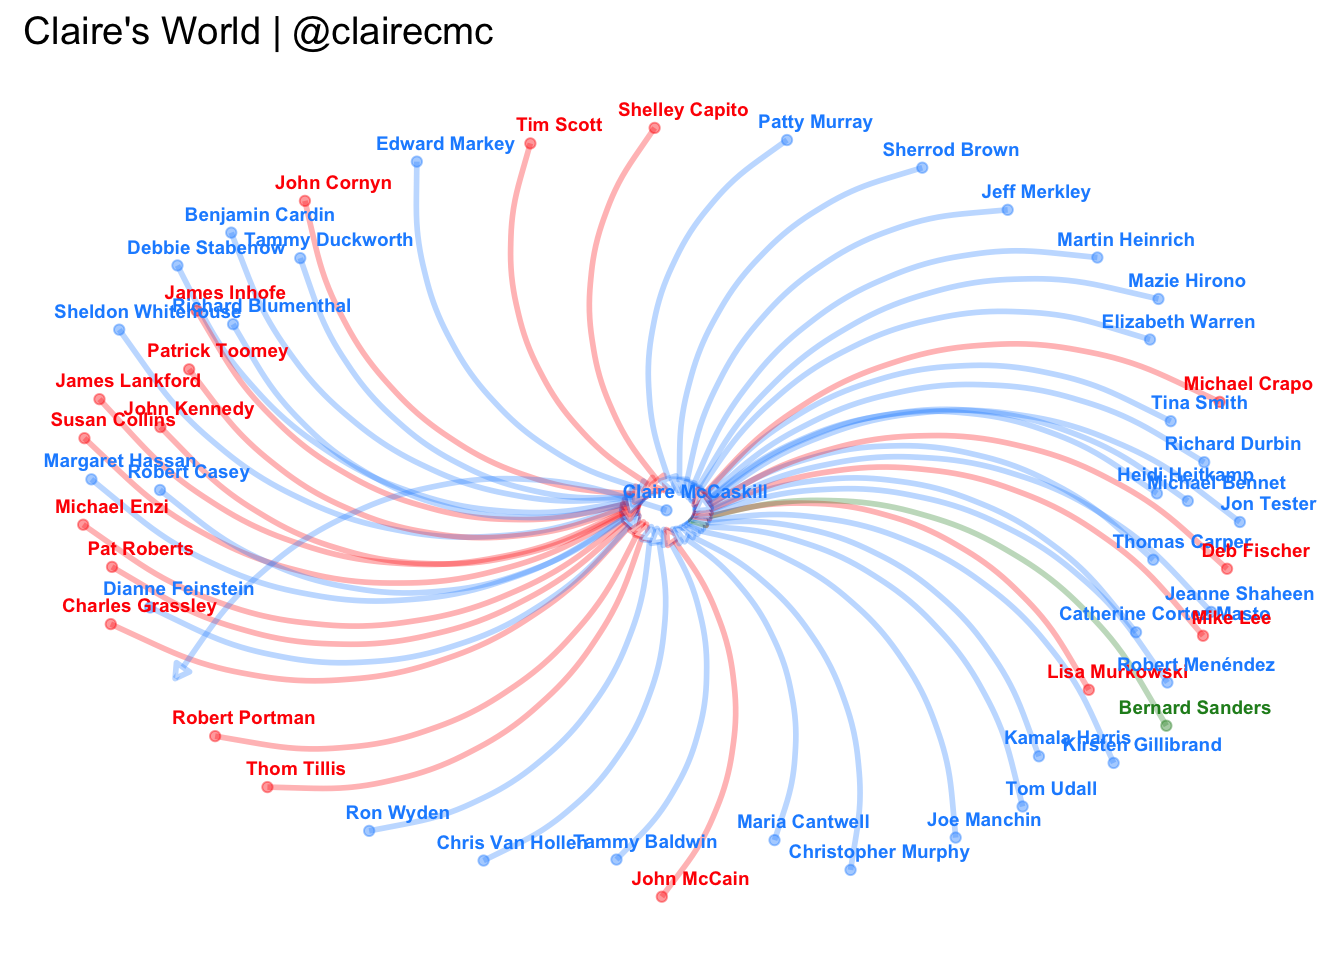 Claire's World | @clairecmc
Shelley Capito
Patty Murray
Tim Scott
Edward Markey
Sherrod Brown
John Cornyn
Jeff Merkley
Benjamin Cardin
Tammy Duckworth
Martin Heinrich
Debbie Stabenow
Mazie Hirono
James Inhofe
Richard Blumenthal
Sheldon Whitehouse
Elizabeth Warren
Patrick Toomey
James Lankford
Michael Crapo
Tina Smith
John Kennedy
Susan Collins
Richard Durbin
Margaret Hassan
Robert Casey
Heidi Heitkamp
Michael Bennet
Claire McCaskill
Michael Enzi
Jon Tester
Thomas Carper
Pat Roberts
Deb Fischer
Dianne Feinstein
Jeanne Shaheen
Charles Grassley
Catherine Cortez Masto
Mike Lee
Robert Menéndez
Lisa Murkowski
Bernard Sanders
Robert Portman
Kamala Harris
Kirsten Gillibrand
Thom Tillis
Tom Udall
Ron Wyden
Joe Manchin
Maria Cantwell
Chris Van Hollen
Tammy Baldwin
Christopher Murphy
John McCain